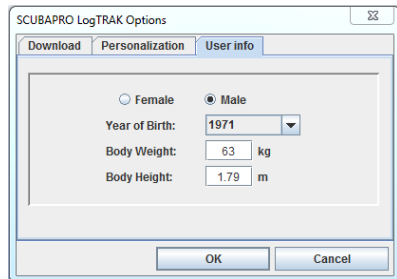 SCUBAPRO LogTRAK Options
Download Personalization User info
Female Male
Year of Birth: 1971
Body Weight: 63 kg
Body Height: 1.79 m
OK Cancel